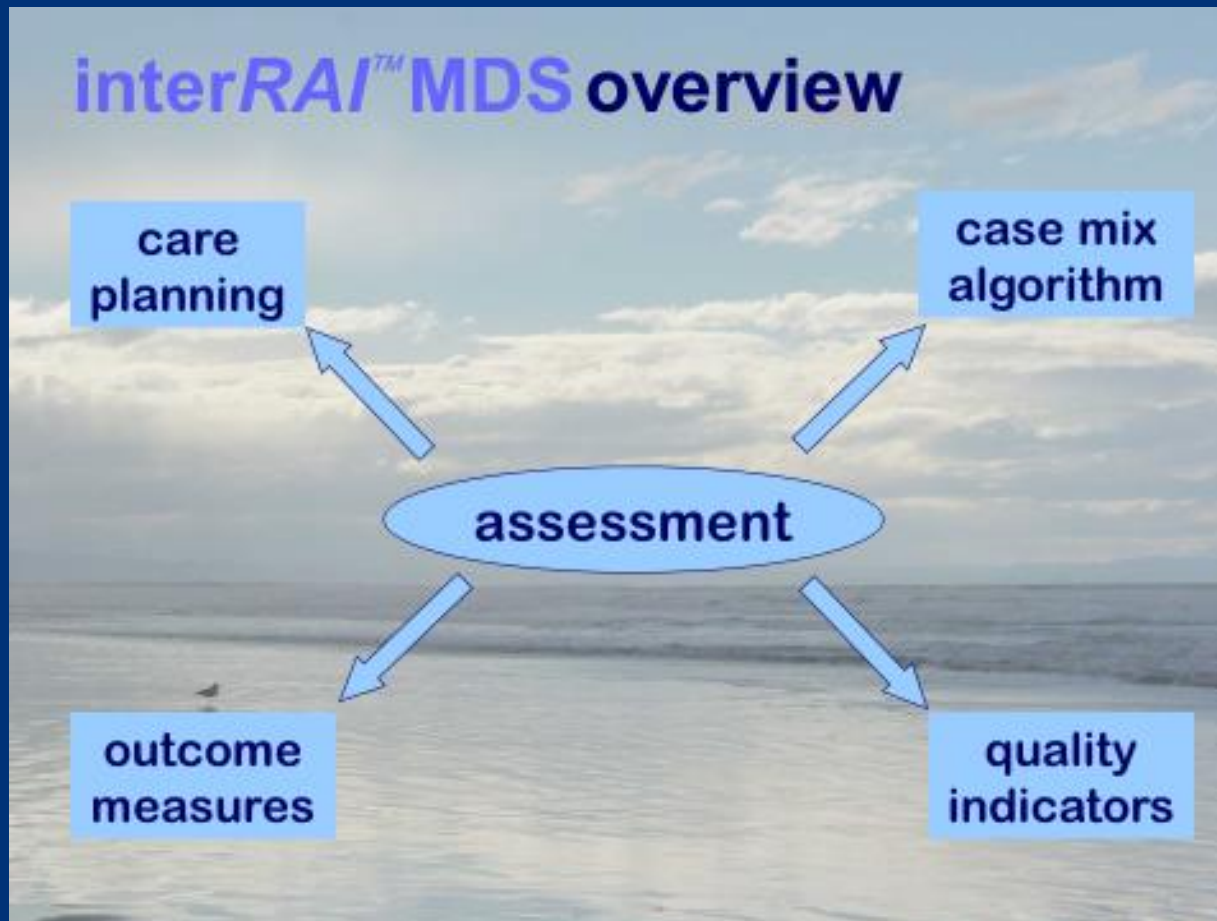 interRAI™ MDS overview
care
planning
case mix
algorithm
assessment
outcome
measures
quality
indicators